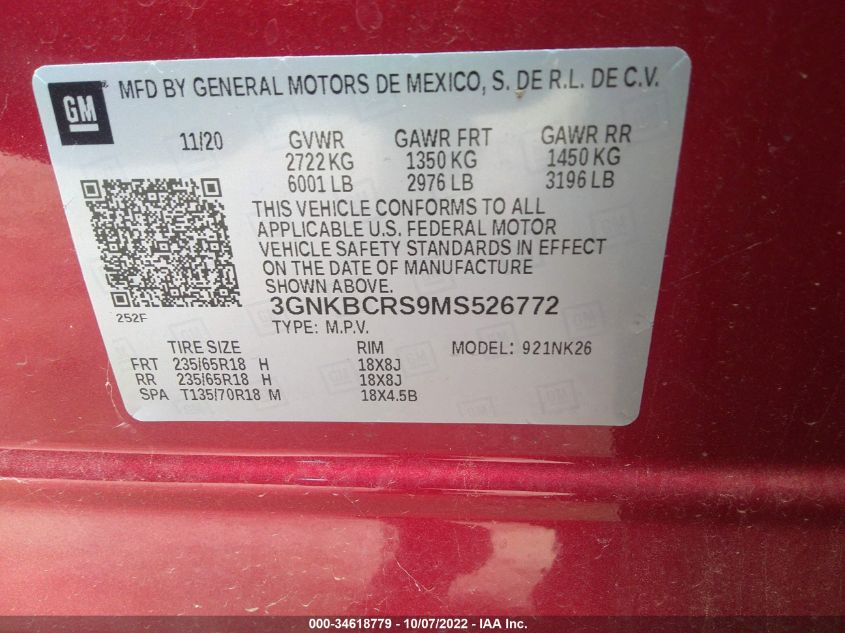 GM
MFD BY GENERAL MOTORS DE MEXICO, S. DE R.L. DE C.V.
11/20 GVWR GAWR FRT GAWR RR
2722 KG 1350 KG 1450 KG
6001 LB 2976 LB 3196 LB
THIS VEHICLE CONFORMS TO ALL
APPLICABLE U.S. FEDERAL MOTOR
VEHICLE SAFETY STANDARDS IN EFFECT
ON THE DATE OF MANUFACTURE
SHOWN ABOVE.
252F
3GNKBCRS9MS526772
TYPE: M.P.V.
TIRE SIZE RIM MODEL: 921NK26
FRT 235/65R18 H 18X8J
RR 235/65R18 H 18X8J
SPA T135/70R18 M 18X4.5B
000-34618779 - 10/07/2022 - IAA Inc.